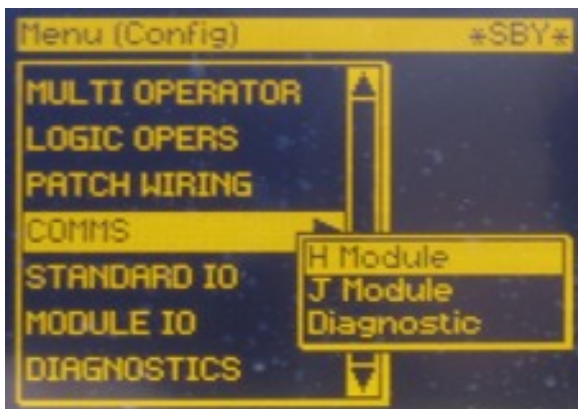 Menu (Config) *SBY*
MULTI OPERATOR
LOGIC OPERS
PATCH WIRING
COMMS
H Module
STANDARD IO
J Module
MODULE IO
Diagnostic
DIAGNOSTICS